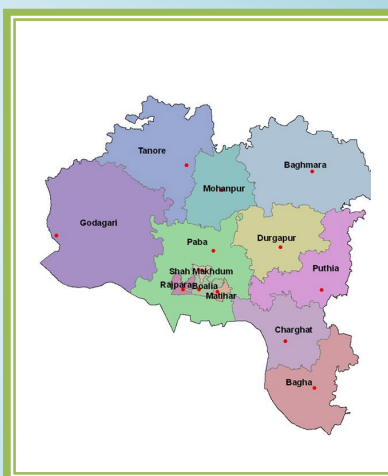 Tanore
Baghmara
Mohanpur
Godagari
Paba
Durgapur
Puthia
Shah Makhdum
Rajpara
Boalia
Matihar
Charghat
Bagha